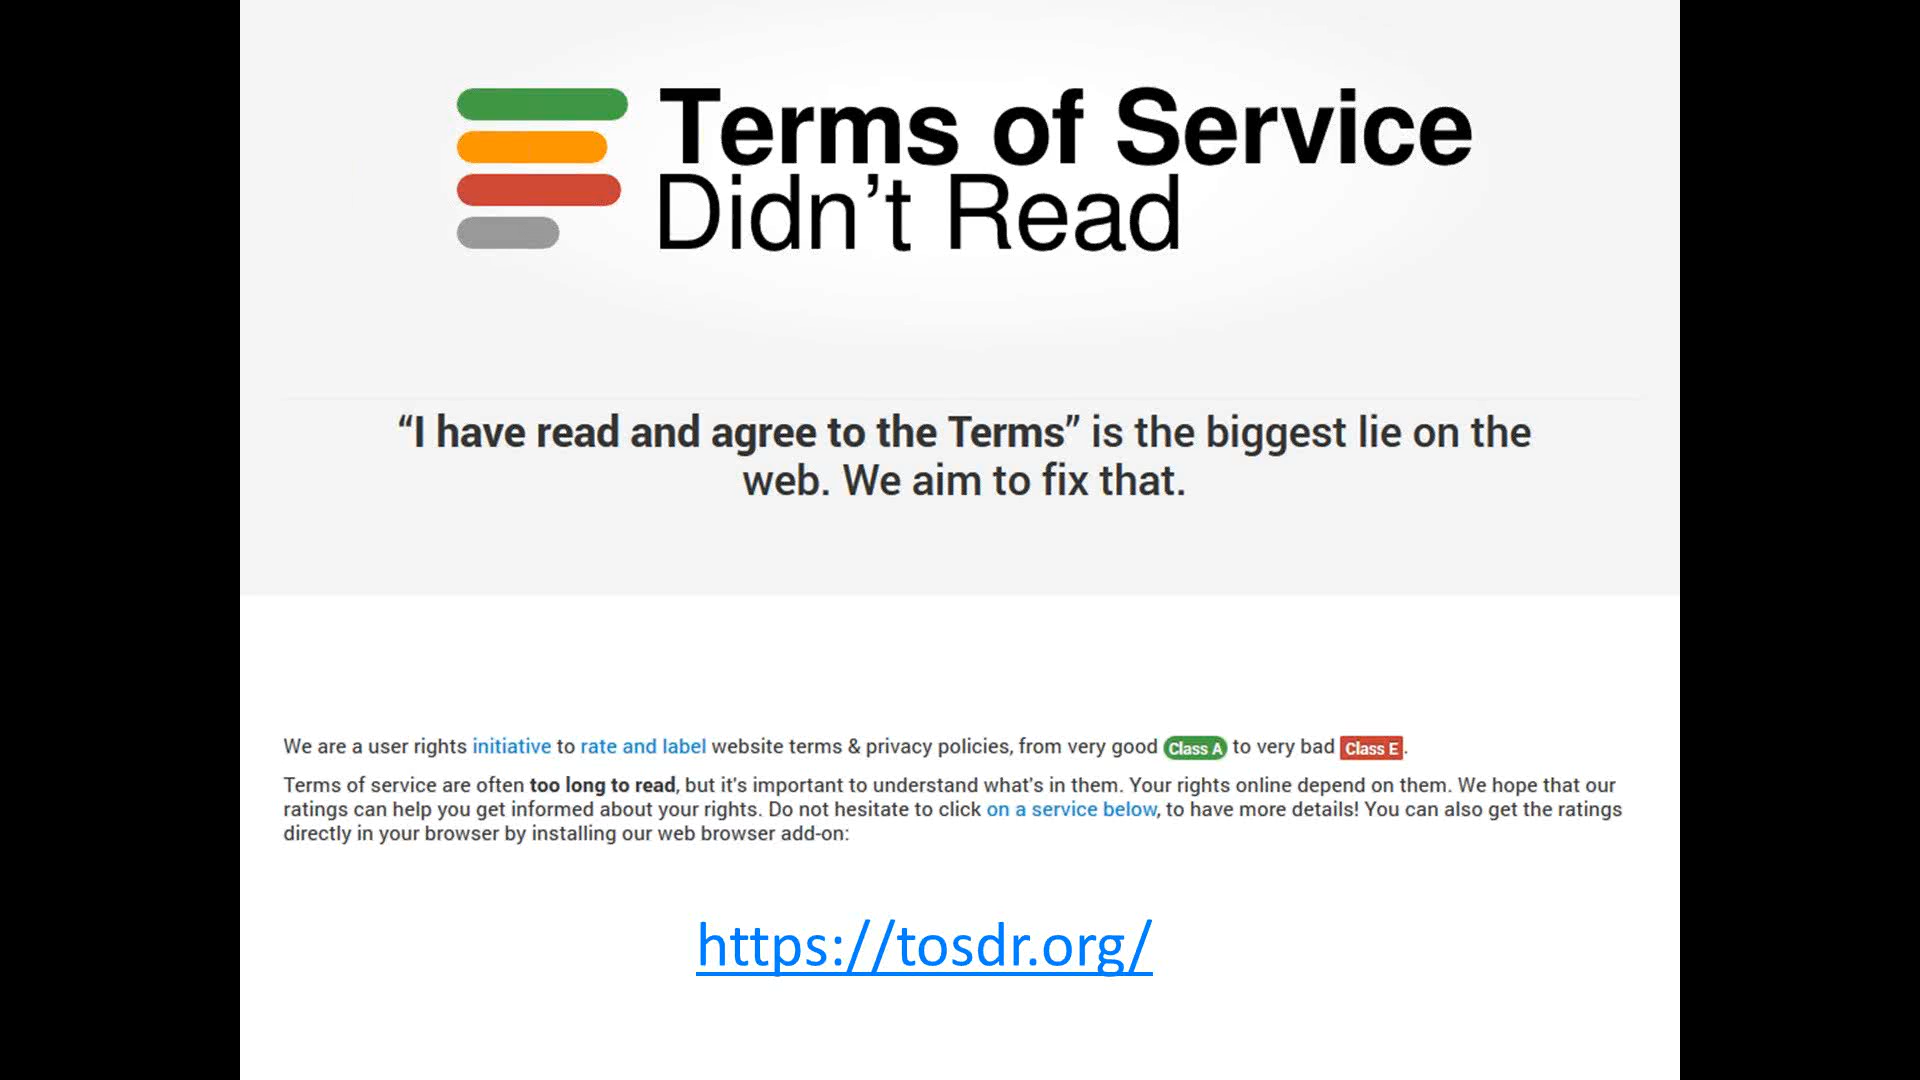 Terms of Service
Didn’t Read
“I have read and agree to the Terms” is the biggest lie on the
web. We aim to fix that.
We are a user rights initiative to rate and label website terms & privacy policies, from very good Class A to very bad Class E.
Terms of service are often too long to read, but it's important to understand what's in them. Your rights online depend on them. We hope that our
ratings can help you get informed about your rights. Do not hesitate to click on a service below, to have more details! You can also get the ratings
directly in your browser by installing our web browser add-on:
https://tosdr.org/